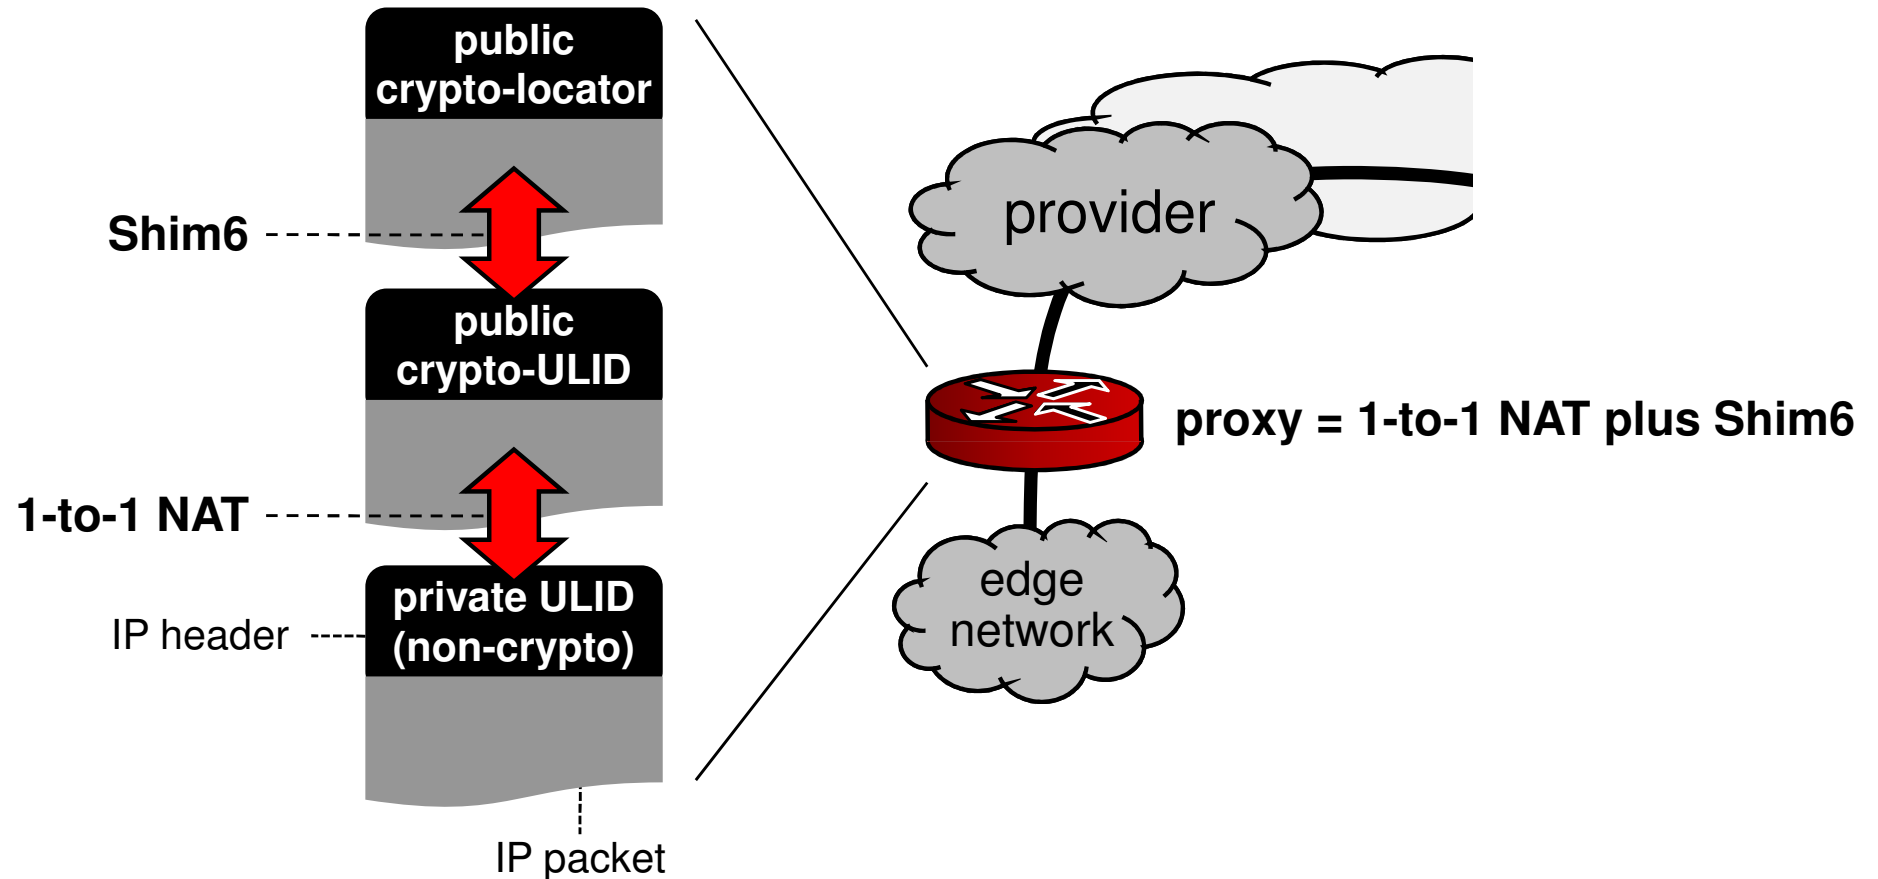 public
crypto-locator
Shim6
public
crypto-ULID
1-to-1 NAT
private ULID
(non-crypto)
IP header
IP packet
provider
proxy = 1-to-1 NAT plus Shim6
edge
network